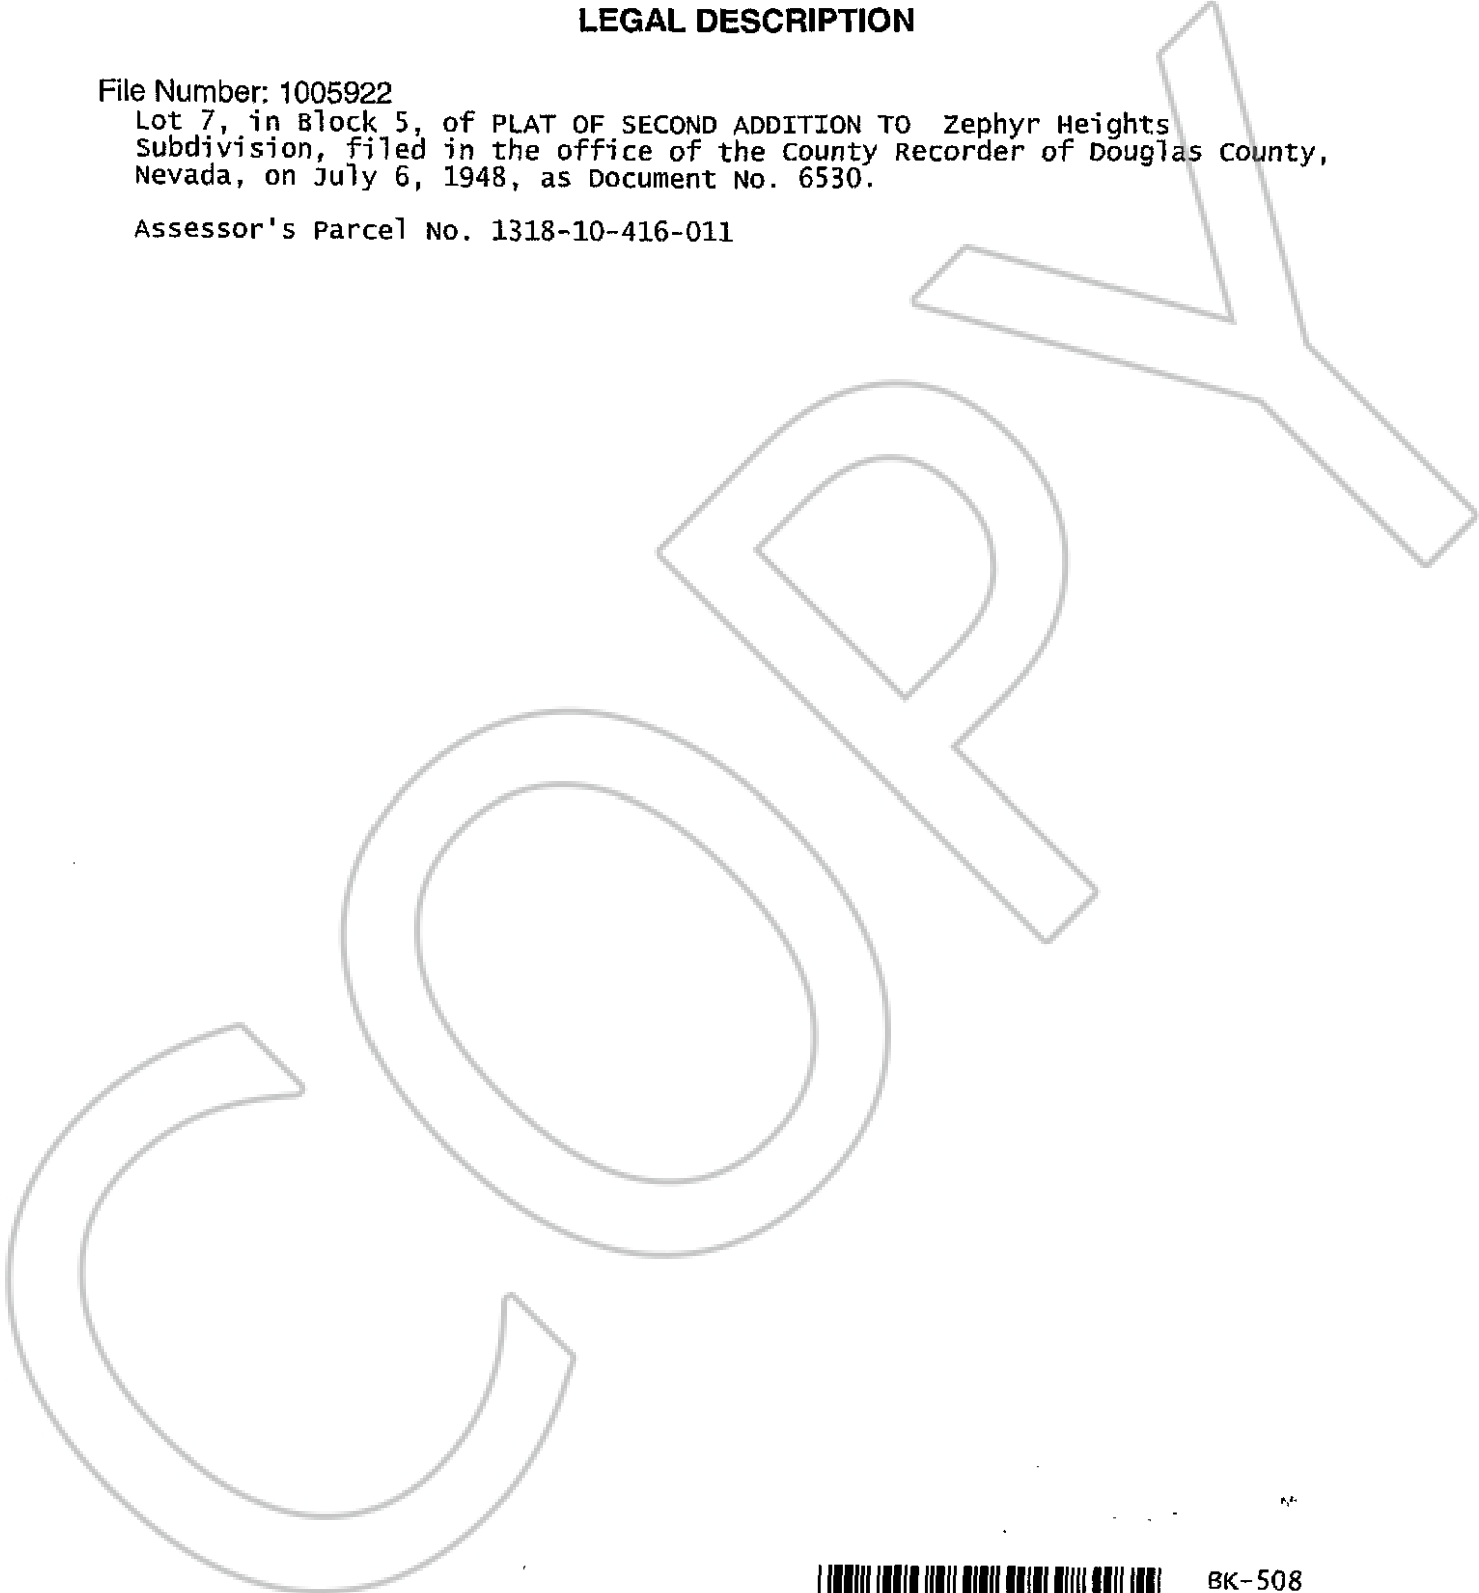 LEGAL DESCRIPTION
File Number: 1005922
Lot 7, in Block 5, of PLAT OF SECOND ADDITION TO Zephyr Heights
Subdivision, filed in the office of the County Recorder of Douglas County,
Nevada, on July 6, 1948, as Document No. 6530.
Assessor's Parcel No. 1318-10-416-011
COPY
BK-508